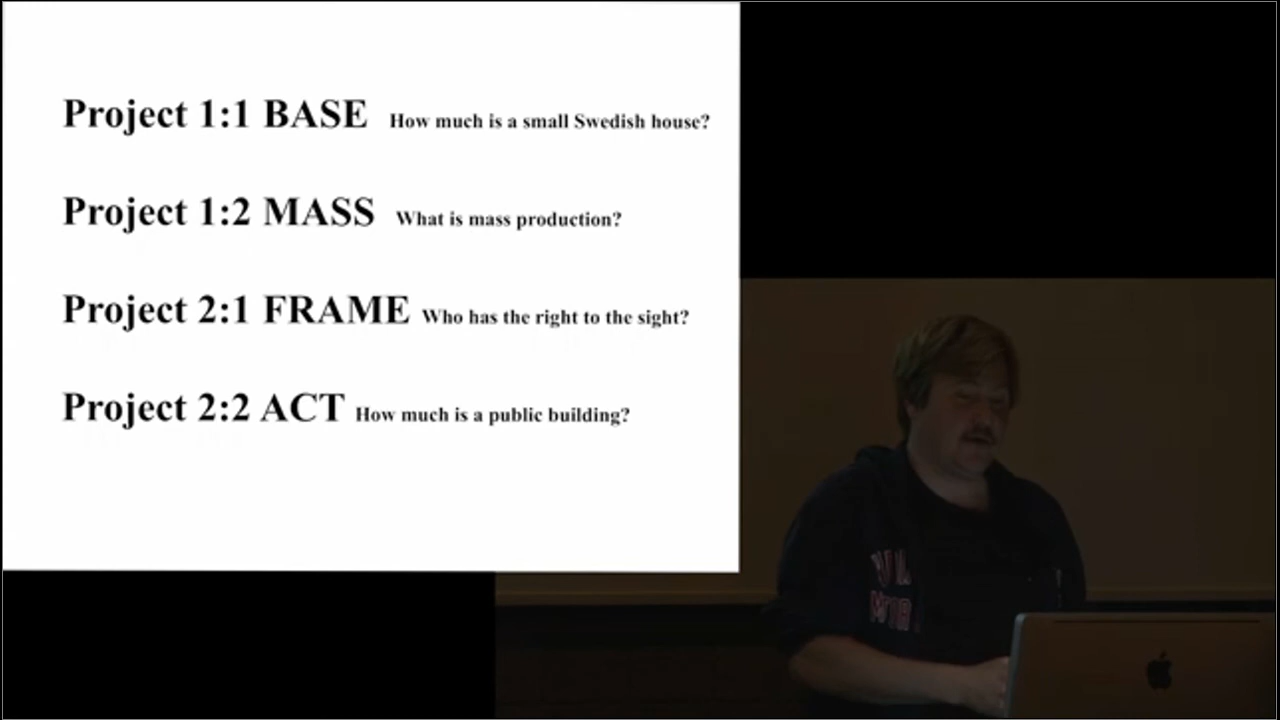 Project 1:1 BASE How much is a small Swedish house?
Project 1:2 MASS What is mass production?
Project 2:1 FRAME Who has the right to the sight?
Project 2:2 ACT How much is a public building?